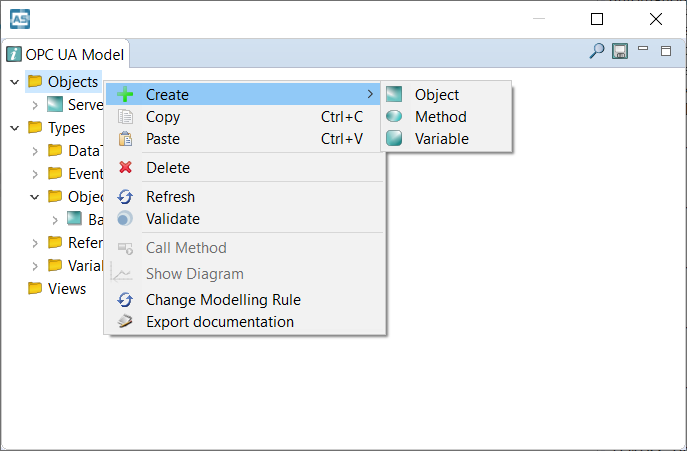 AS
OPC UA Model
Objects
Serve
Types
DataT
Event
Objec
Ba
Refer
Variab
Views
Create
Copy Ctrl+C
Paste Ctrl+V
Delete
Refresh
Validate
Call Method
Show Diagram
Change Modelling Rule
Export documentation
Object
Method
Variable